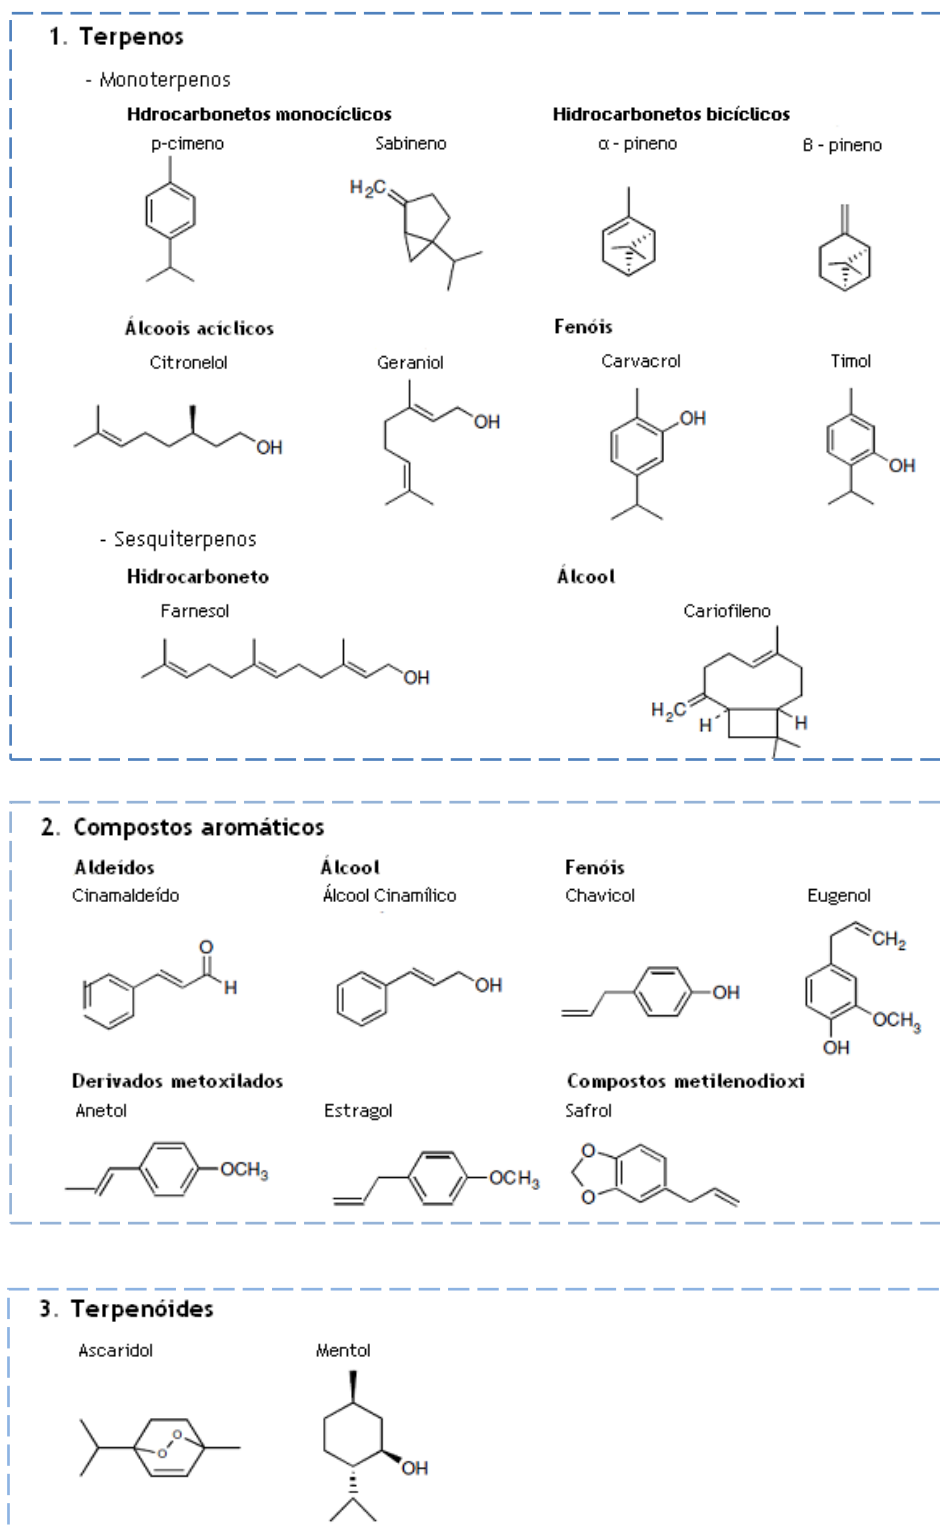 1. Terpenos
- Monoterpenos
Hdrocarbonetos monocíclicos Hidrocarbonetos bicíclicos
p-cimeno Sabineno α - pineno β - pineno
H₂C
Álcoois acíclicos Fenóis
Citronelol Geraniol Carvacrol Timol
OH OH OH OH
- Sesquiterpenos
Hidrocarboneto Álcool
Farnesol Cariofileno
OH H₂C H H
2. Compostos aromáticos
Aldeídos Álcool Fenóis
Cinamaldeído Álcool Cinamílico Chavicol Eugenol
O H OH OH CH₂ OCH₃ OH
Derivados metoxilados Compostos metilenodioxi
Anetol Estragol Safrol
OCH₃ OCH₃ O O
3. Terpenóides
Ascaridol Mentol
O O OH